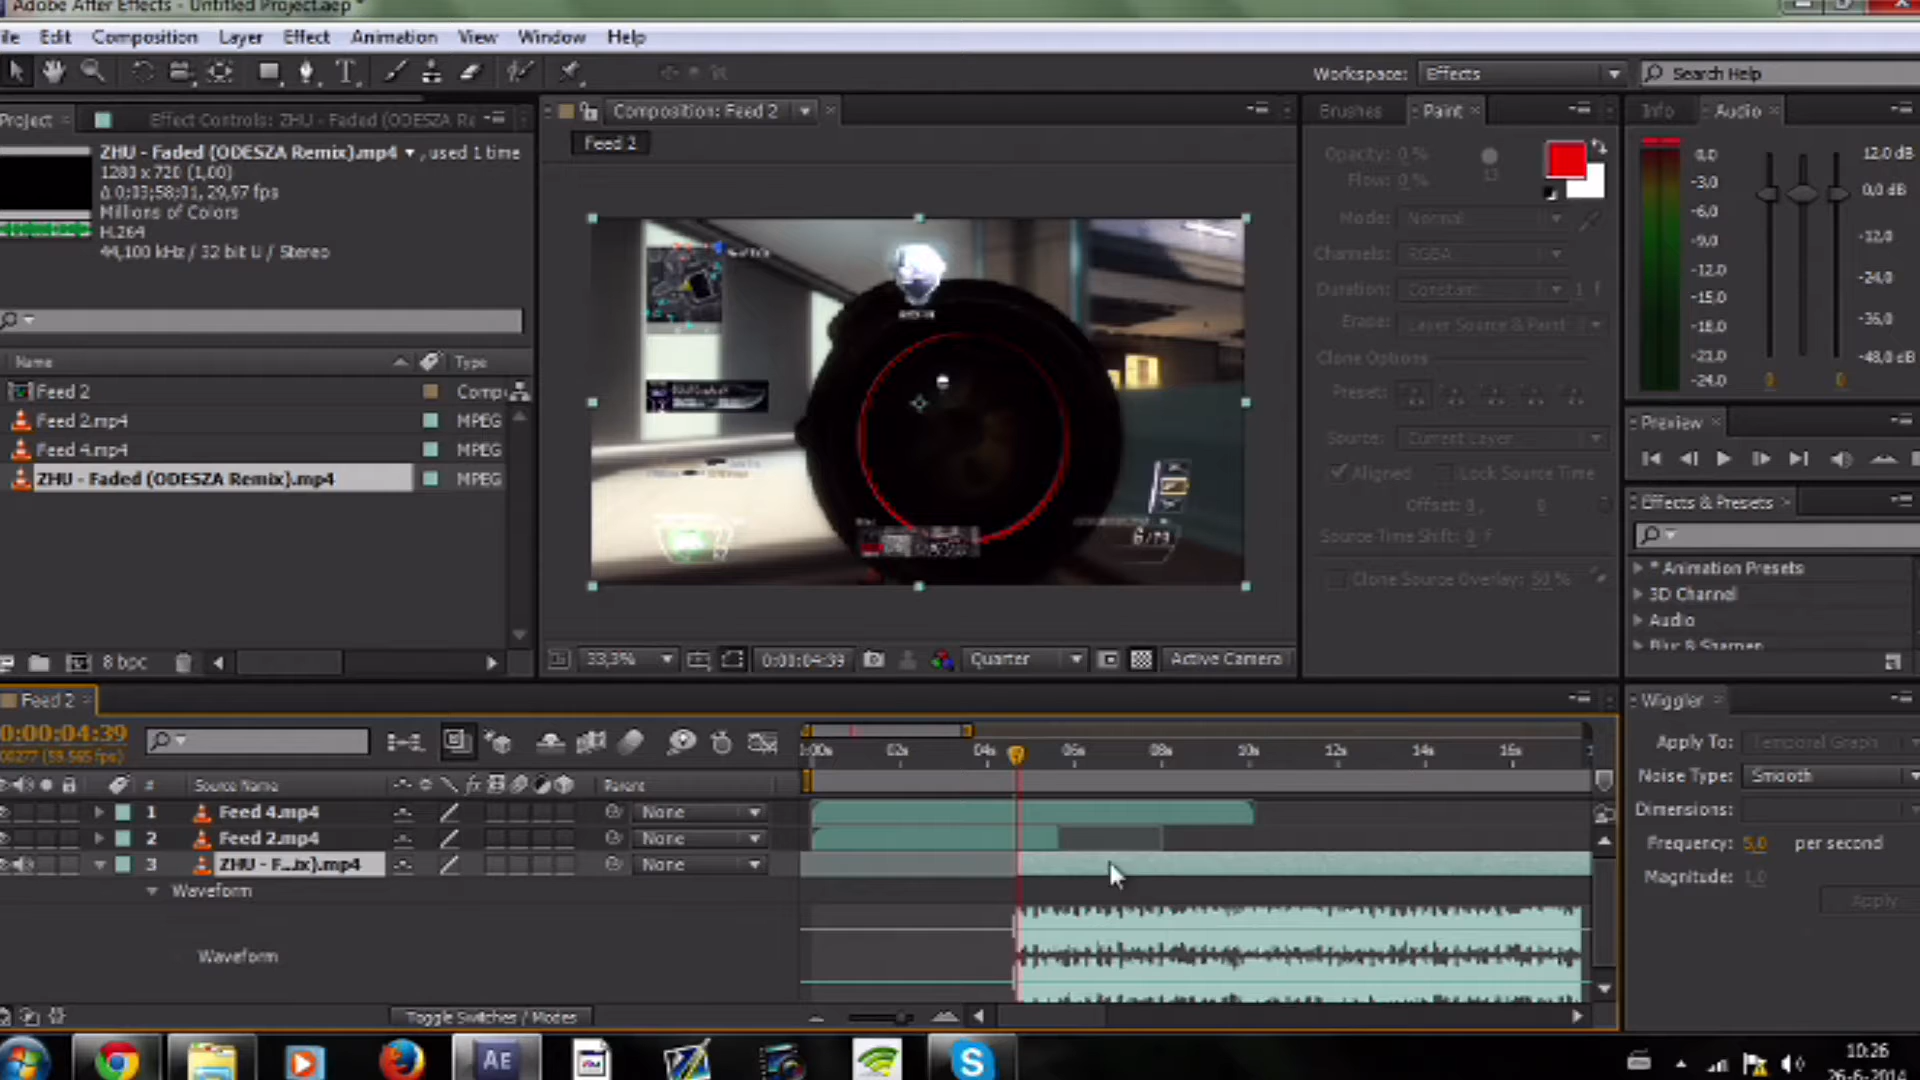 Adobe After Effects - Untitled Project.aep *
ile Edit Composition Layer Effect Animation View Window Help
Workspace: Effects Search Help
Project Effect Controls: ZHU - Faded (ODESZA Re
ZHU - Faded (ODESZA Remix).mp4 , used 1 time
1280 x 720 (1,00)
Δ 0;03;58;01, 29,97 fps
Millions of Colors
H.264
44,100 kHz / 32 bit U / Stereo
Name Type
Feed 2 Comp
Feed 2.mp4 MPEG
Feed 4.mp4 MPEG
ZHU - Faded (ODESZA Remix).mp4 MPEG
8 bpc
Composition: Feed 2
Feed 2
33,3% 0:00:04:39 Quarter Active Camera
Brushes Paint
Opacity: 0 %
Flow: 0 %
13
Mode: Normal
Channels: RGBA
Duration: Constant 1 f
Erase: Layer Source & Paint
Clone Options
Preset:
Source: Current Layer
Aligned Lock Source Time
Offset: 0, 0
Source Time Shift: 0 f
Clone Source Overlay: 50 %
Info Audio
0,0 12,0 dB
-3,0 0,0 dB
-6,0
-9,0 -12,0
-12,0 -24,0
-15,0
-18,0 -36,0
-21,0 -48,0 dB
-24,0 0 0
Preview
Effects & Presets
* Animation Presets
3D Channel
Audio
Blur & Sharpen
Feed 2
0:00:04:39
00277 (59.565 fps)
:00s 02s 04s 06s 08s 10s 12s 14s 16s
# Source Name Parent
1 Feed 4.mp4 None
2 Feed 2.mp4 None
3 ZHU - F...ix).mp4 None
Waveform
Waveform
Toggle Switches / Modes
Wiggler
Apply To: Temporal Graph
Noise Type: Smooth
Dimensions:
Frequency: 5,0 per second
Magnitude: 1,0
Apply
AE
10:26
26-6-2014